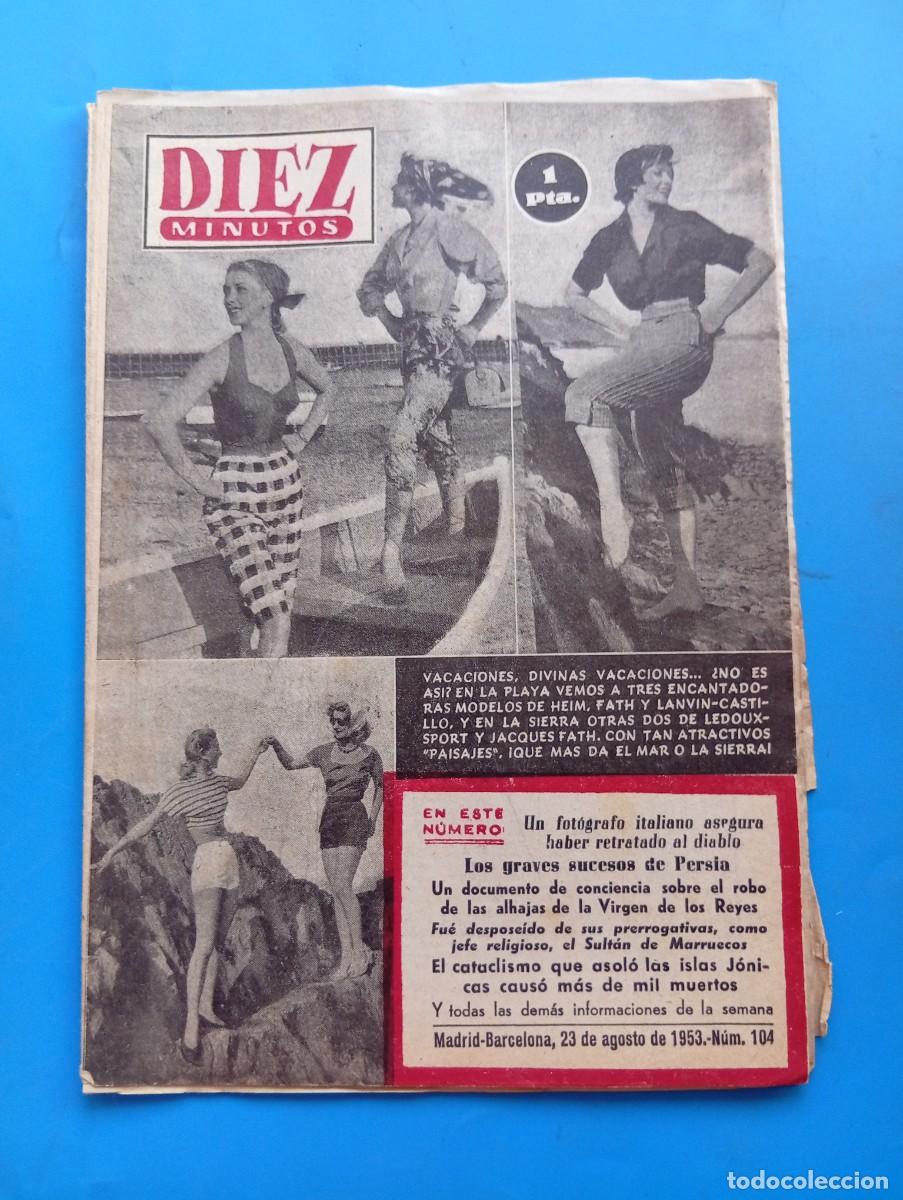 DIEZ
MINUTOS
1
Pta.
VACACIONES, DIVINAS VACACIONES... ¿NO ES
ASI? EN LA PLAYA VEMOS A TRES ENCANTADO-
RAS MODELOS DE HEIM, FATH Y LANVIN-CASTI-
LLO, Y EN LA SIERRA OTRAS DOS DE LEDOUX-
SPORT Y JACQUES FATH. CON TAN ATRACTIVOS
"PAISAJES", ¡QUE MAS DA EL MAR O LA SIERRA!
EN ESTE
NÚMERO:
Un fotógrafo italiano asegura
haber retratado al diablo
Los graves sucesos de Persia
Un documento de conciencia sobre el robo
de las alhajas de la Virgen de los Reyes
Fué desposeído de sus prerrogativas, como
jefe religioso, el Sultán de Marruecos
El cataclismo que asoló las islas Jóni-
cas causó más de mil muertos
Y todas las demás informaciones de la semana
Madrid-Barcelona, 23 de agosto de 1953.-Núm. 104
todocoleccion